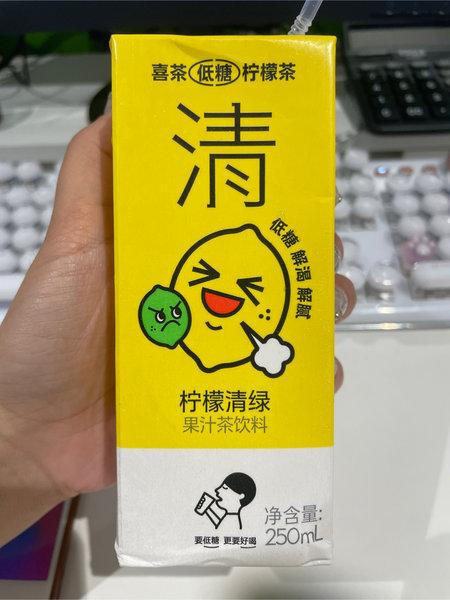 喜茶 低糖 柠檬茶
清
低糖 解渴 解腻
柠檬清绿
果汁茶饮料
要低糖 更要好喝
净含量:
250mL